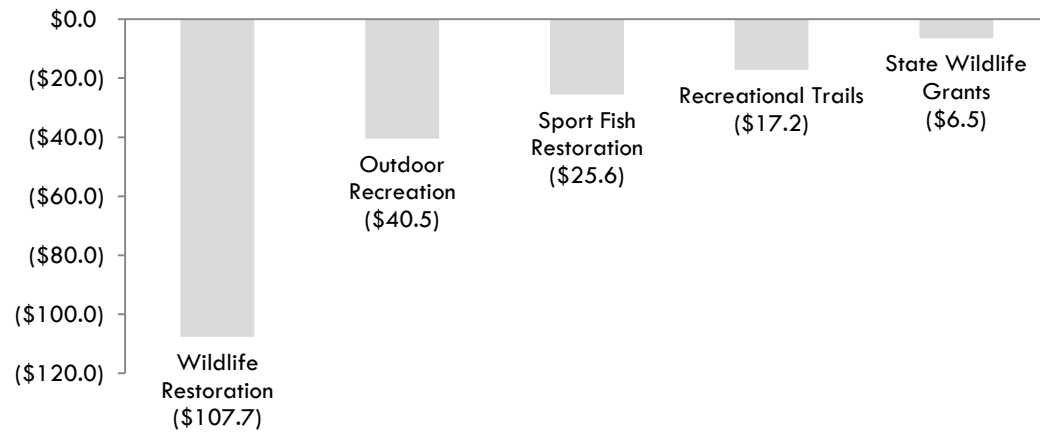 $0.0
($20.0)
($40.0)
($60.0)
($80.0)
($100.0)
($120.0)
Wildlife
Restoration
($107.7)
Outdoor
Recreation
($40.5)
Sport Fish
Restoration
($25.6)
Recreational Trails
($17.2)
State Wildlife
Grants
($6.5)